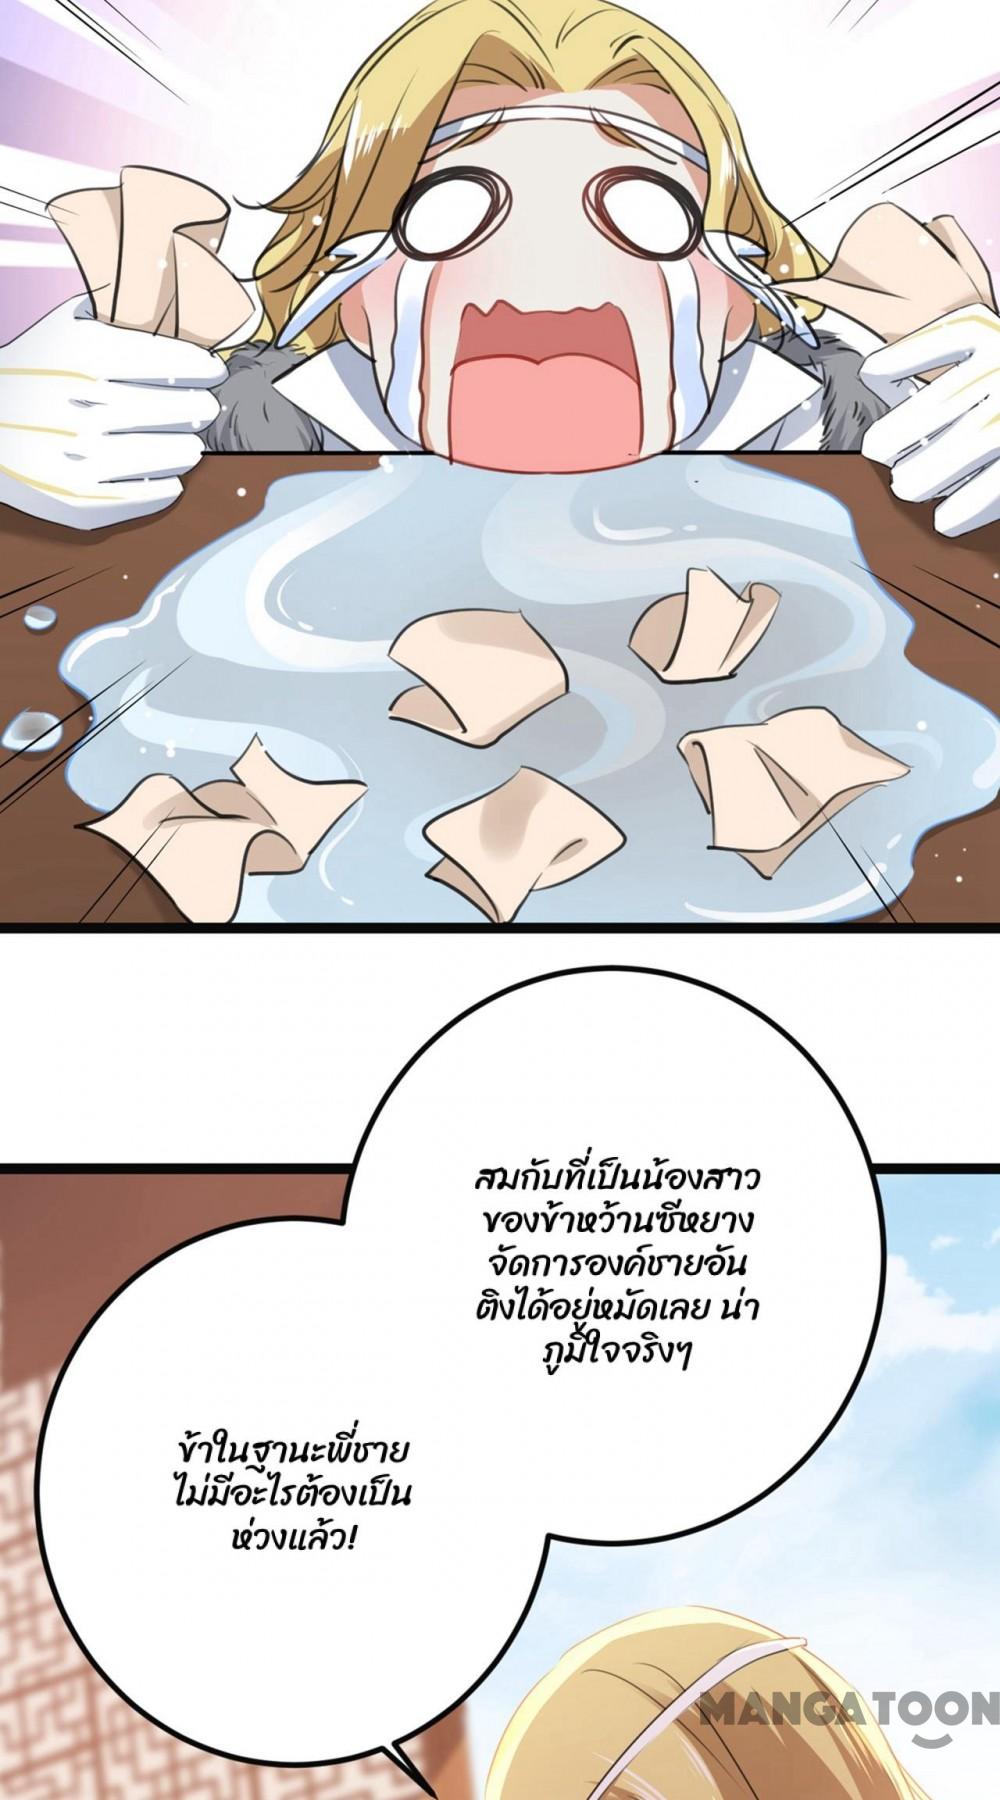 สมกับที่เป็นน้องสาว
ของข้าหว้านซีหยาง
จัดการองค์ชายอัน
ติงได้อยู่หมัดเลย น่า
ภูมิใจจริงๆ
ข้าในฐานะพี่ชาย
ไม่มีอะไรต้องเป็น
ห่วงแล้ว!
MANGATOON